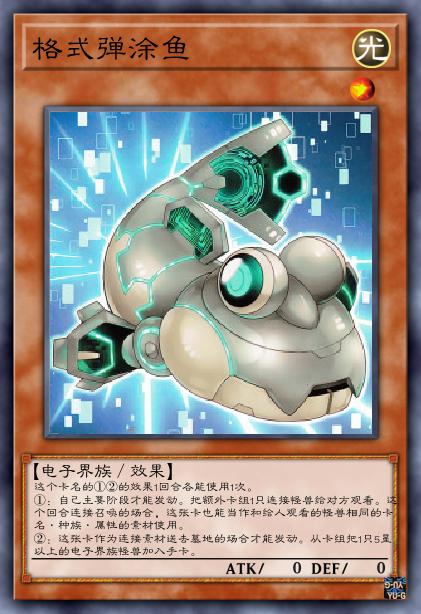 格式弹涂鱼
光
【电子界族／效果】
这个卡名的①②的效果1回合各能使用1次。
①：自己主要阶段才能发动。把额外卡组1只连接怪兽给对方观看。这
个回合连接召唤的场合，这张卡也能当作和给人观看的怪兽相同的卡
名·种族·属性的素材使用。
②：这张卡作为连接素材送去墓地的场合才能发动。从卡组把1只5星
以上的电子界族怪兽加入手卡。
ATK/ 0 DEF/ 0